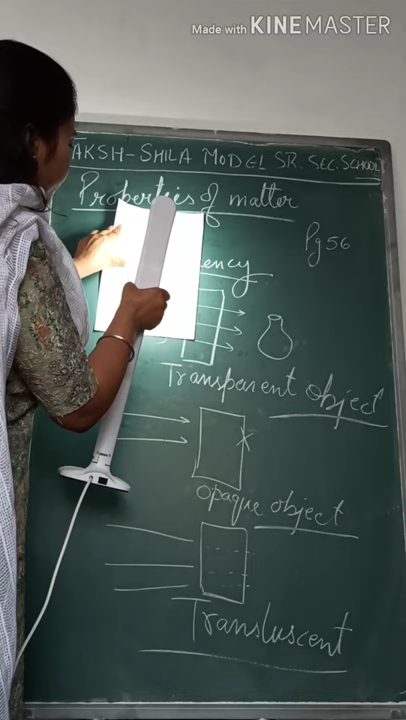 Made with KINEMASTER
TAKSH-SHILA MODEL SR. SEC. SCHOOL
Properties of matter
Pg 56
ency
Transparent object
opaque object
Transluscent